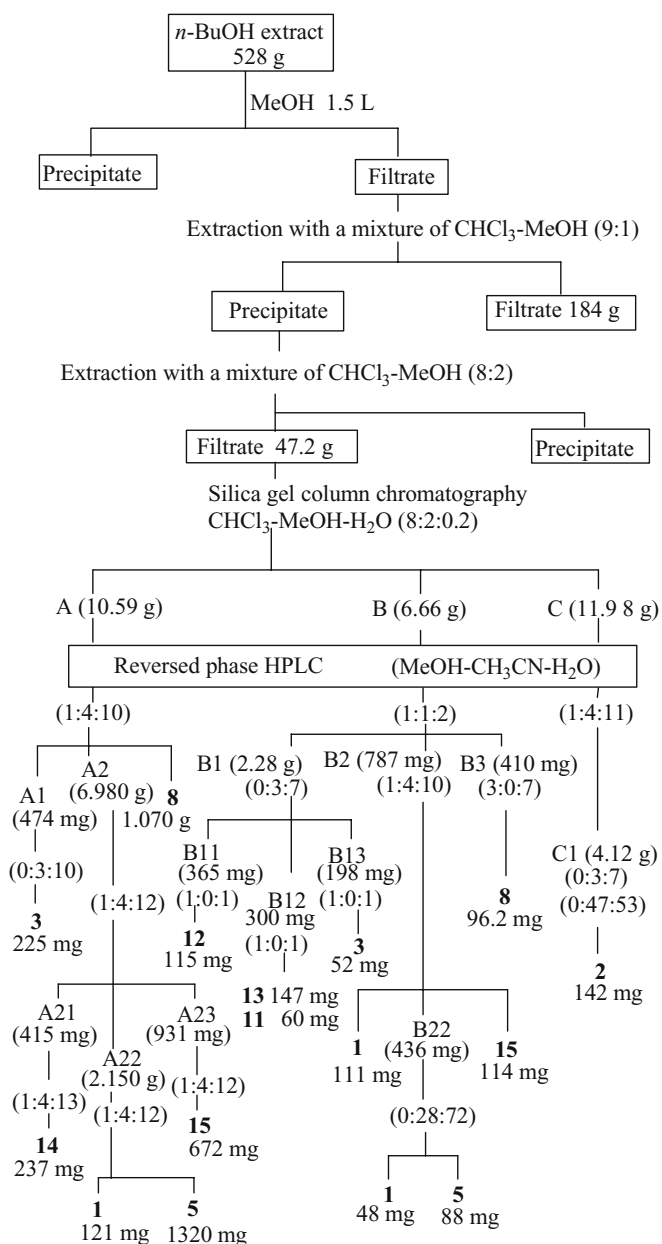 n-BuOH extract
528 g
MeOH 1.5 L
Precipitate
Filtrate
Extraction with a mixture of CHCl₃-MeOH (9:1)
Precipitate
Filtrate 184 g
Extraction with a mixture of CHCl₃-MeOH (8:2)
Filtrate 47.2 g
Precipitate
Silica gel column chromatography
CHCl₃-MeOH-H₂O (8:2:0.2)
A (10.59 g)
B (6.66 g)
C (11.9 8 g)
Reversed phase HPLC (MeOH-CH₃CN-H₂O)
(1:4:10)
(1:1:2)
(1:4:11)
A1
(474 mg)
(0:3:10)
3
225 mg
A2
(6.980 g)
(1:4:12)
8
1.070 g
A21
(415 mg)
(1:4:13)
14
237 mg
A22
(2.150 g)
(1:4:12)
1
121 mg
5
1320 mg
A23
(931 mg)
(1:4:12)
15
672 mg
B1 (2.28 g)
(0:3:7)
B11
(365 mg)
(1:0:1)
12
115 mg
B12
300 mg
(1:0:1)
13 147 mg
11 60 mg
B13
(198 mg)
(1:0:1)
3
52 mg
B2 (787 mg)
(1:4:10)
1
111 mg
B22
(436 mg)
(0:28:72)
1
48 mg
5
88 mg
15
114 mg
B3 (410 mg)
(3:0:7)
8
96.2 mg
C1 (4.12 g)
(0:3:7)
(0:47:53)
2
142 mg